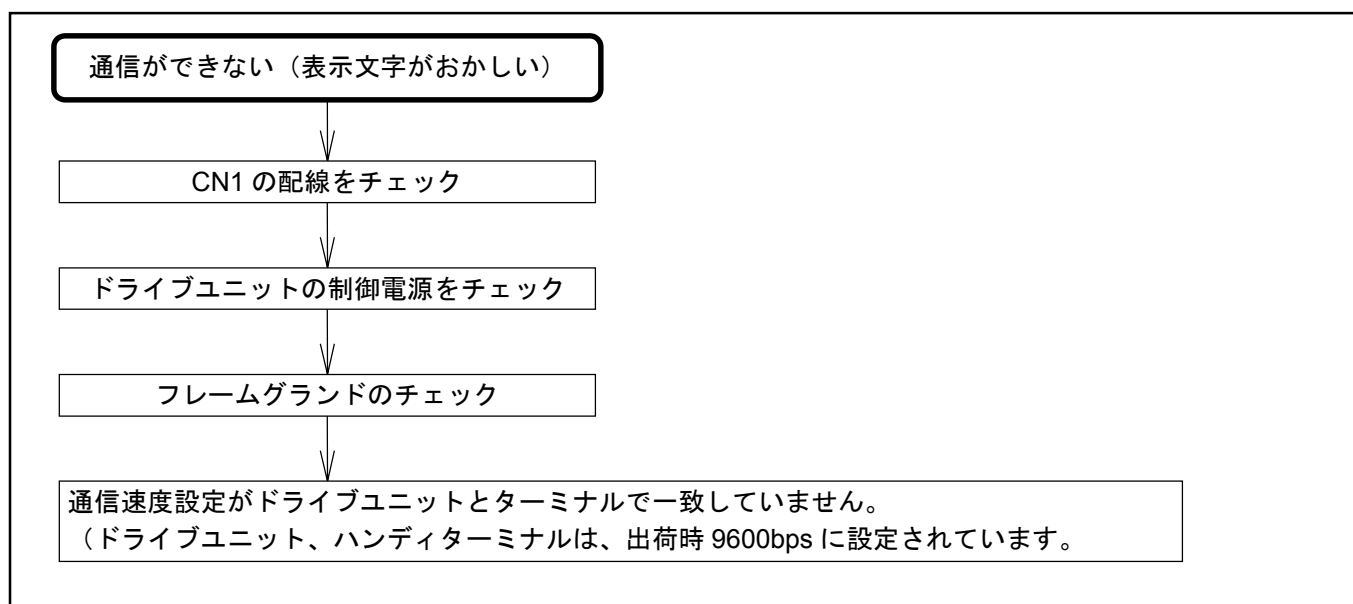 通信ができない（表示文字がおかしい）
CN1 の配線をチェック
ドライブユニットの制御電源をチェック
フレームグランドのチェック
通信速度設定がドライブユニットとターミナルで一致していません。
（ドライブユニット、ハンディターミナルは、出荷時 9600bps に設定されています。